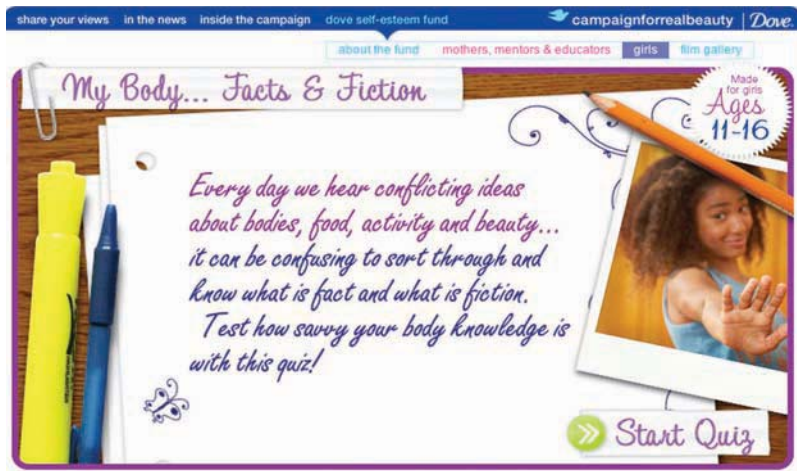 share your views in the news inside the campaign dove self-esteem fund campaignforrealbeauty | Dove.
about the fund mothers, mentors & educators girls film gallery
My Body... Facts & Fiction
Made
for girls
Ages
11-16
Every day we hear conflicting ideas
about bodies, food, activity and beauty...
it can be confusing to sort through and
know what is fact and what is fiction.
Test how savvy your body knowledge is
with this quiz!
Start Quiz